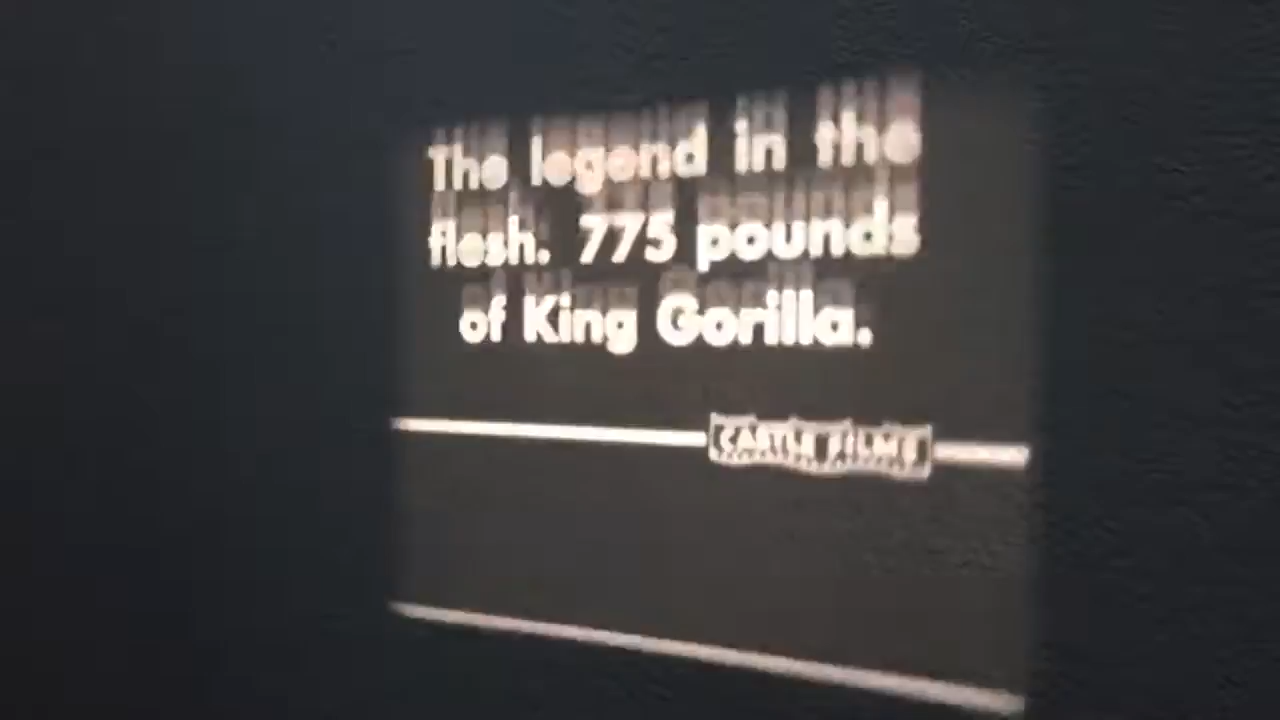 The legend in the
flesh. 775 pounds
of King Gorilla.
CASTLE FILMS